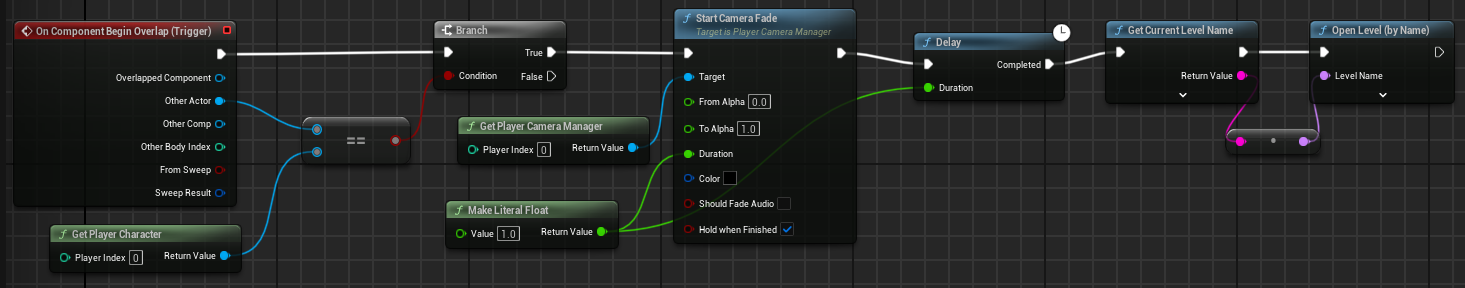 On Component Begin Overlap (Trigger)
Overlapped Component
Other Actor
Other Comp
Other Body Index
From Sweep
Sweep Result
Get Player Character
Player Index 0
Return Value
==
Branch
True
Condition
False
Get Player Camera Manager
Player Index 0
Return Value
Make Literal Float
Value 1.0
Return Value
Start Camera Fade
Target is Player Camera Manager
Target
From Alpha 0.0
To Alpha 1.0
Duration
Color
Should Fade Audio
Hold when Finished
Delay
Completed
Duration
Get Current Level Name
Return Value
Open Level (by Name)
Level Name